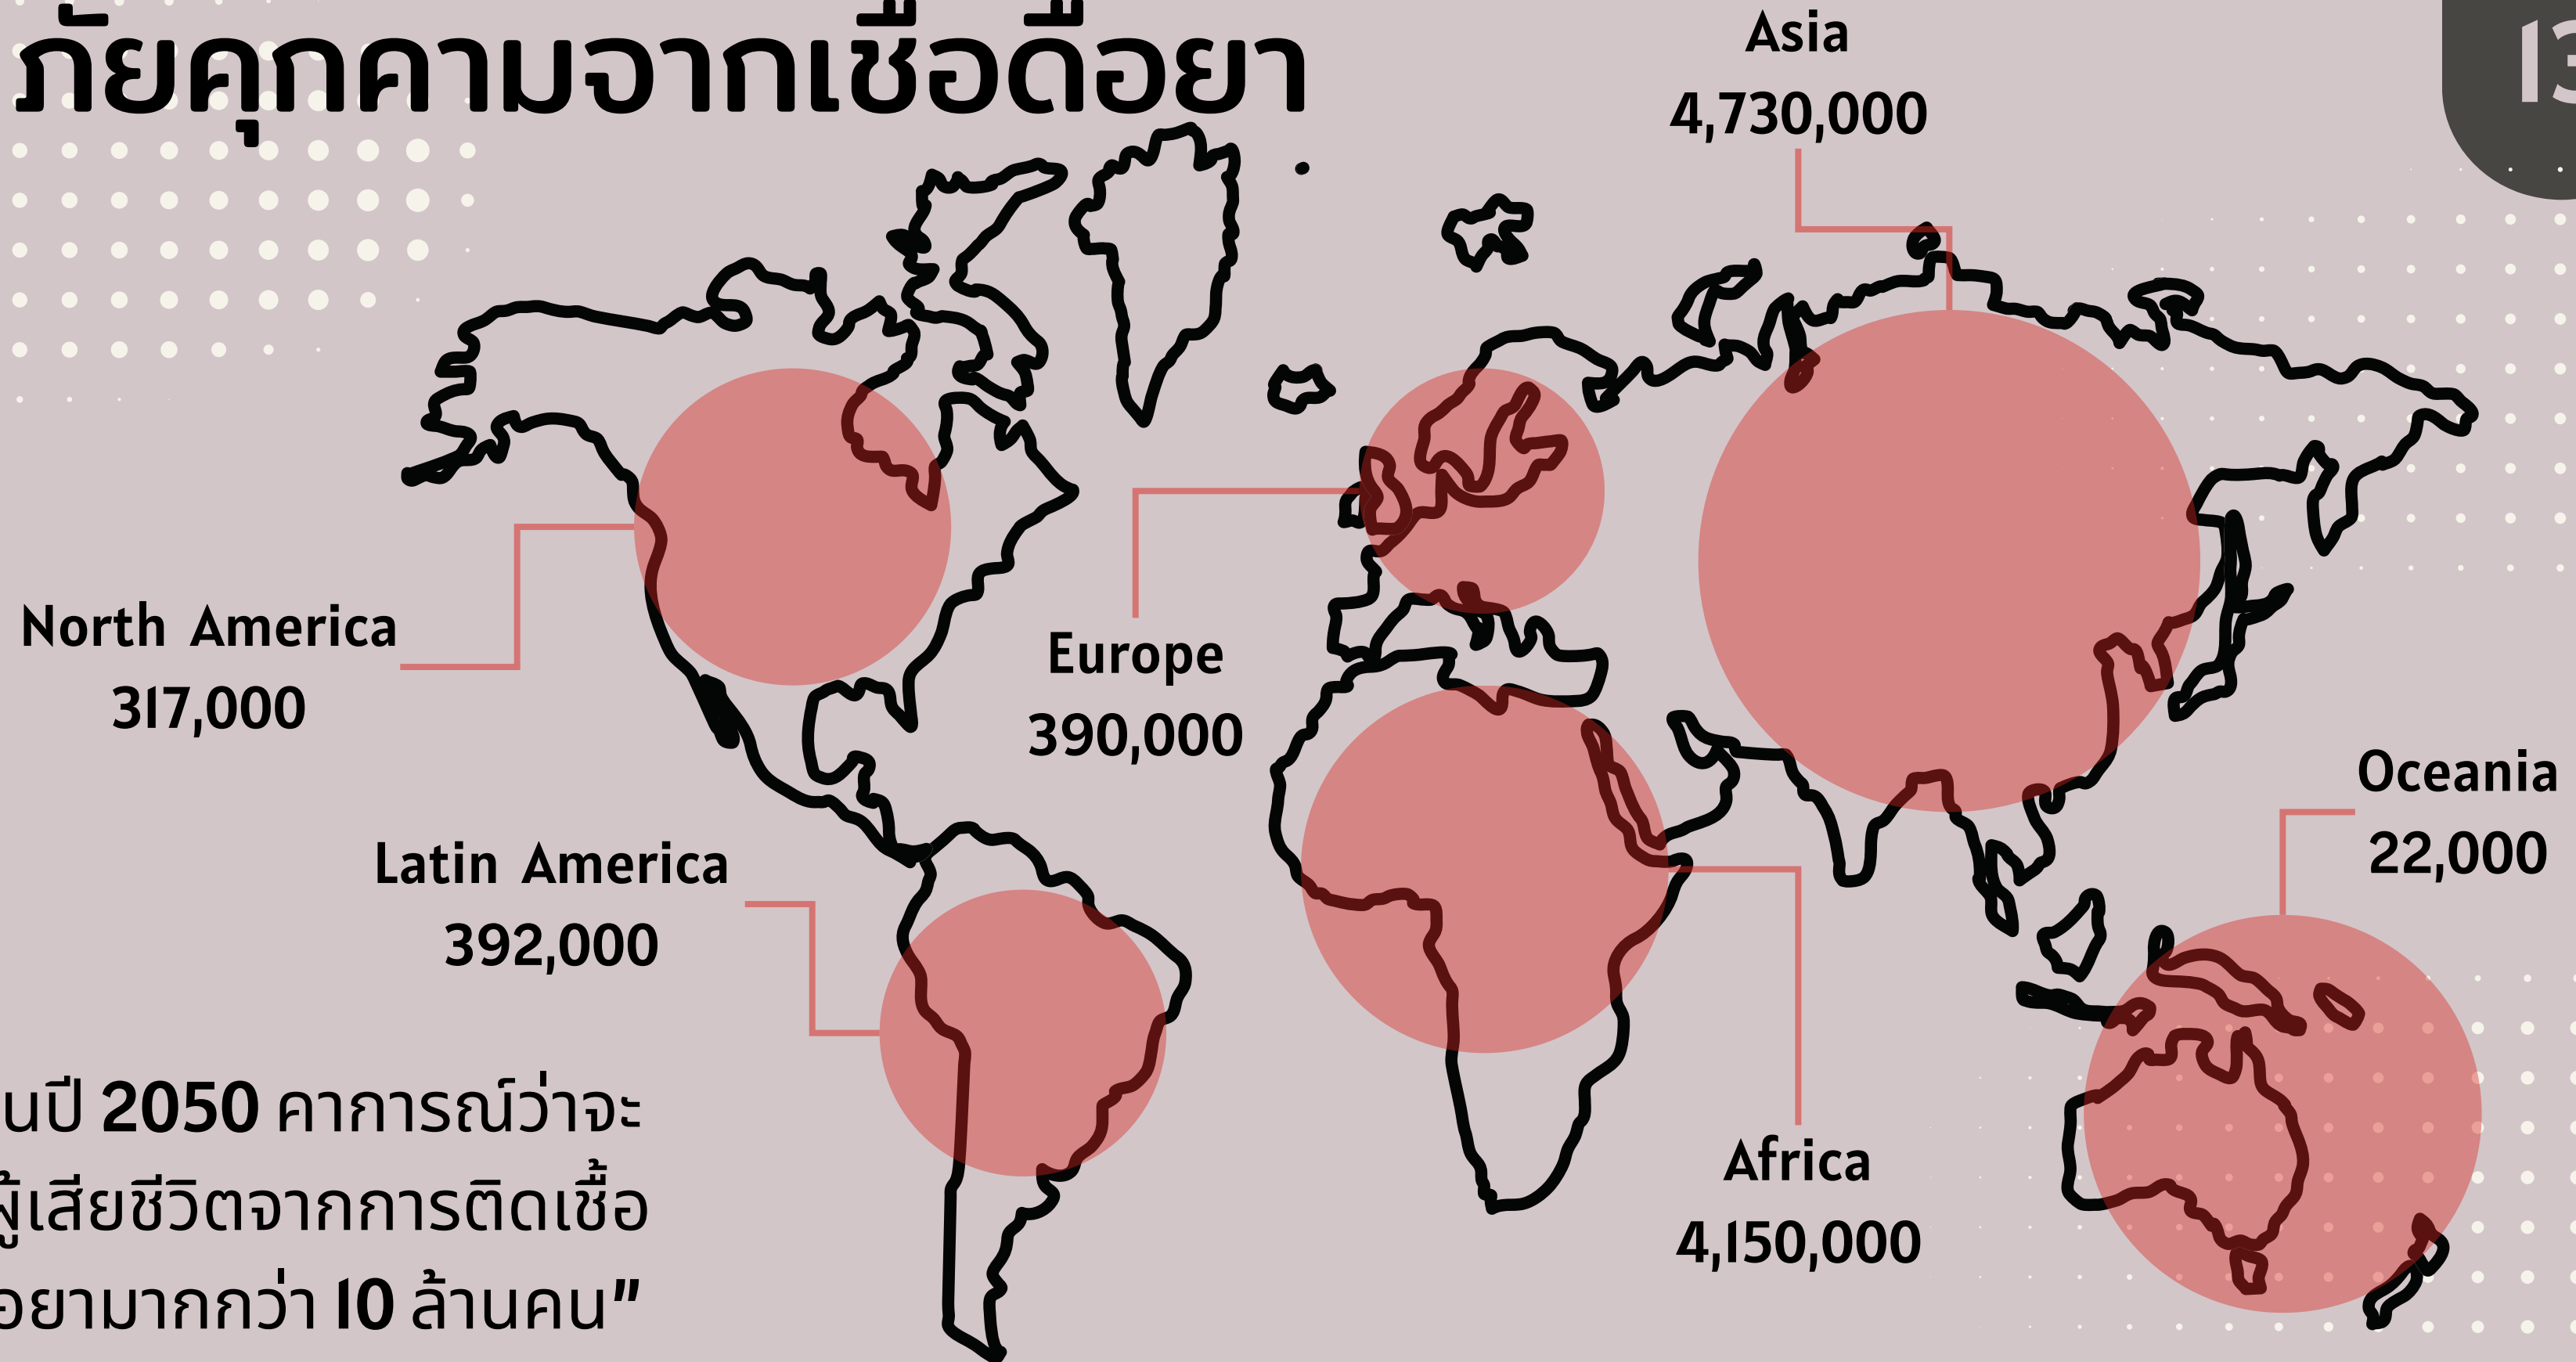 ภัยคุกคามจากเชื้อดื้อยา
Asia
4,730,000
North America
317,000
Europe
390,000
Oceania
22,000
Latin America
392,000
Africa
4,150,000
ปี 2050 คาการณ์ว่าจะ
ผู้เสียชีวิตจากการติดเชื้อ
มากกว่า 10 ล้านคน”